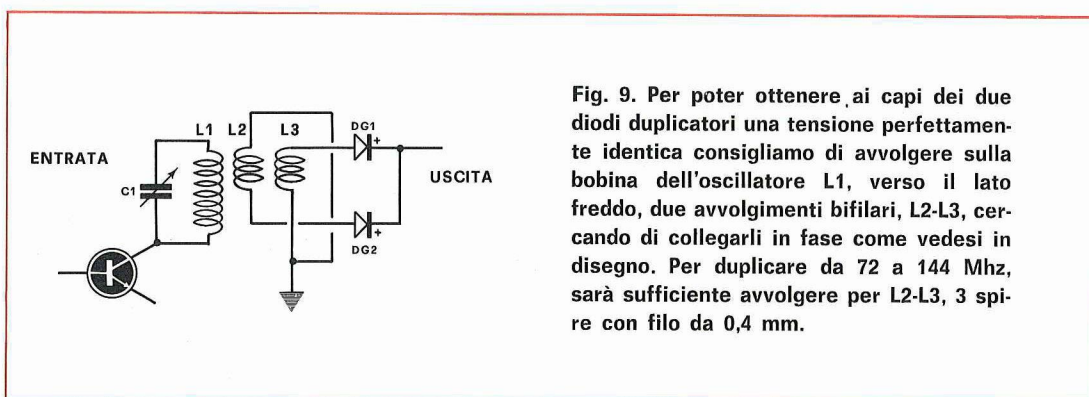 ENTRATA
C1
L1
L2
L3
DG1
+
DG2
+
USCITA
Fig. 9. Per poter ottenere ai capi dei due
diodi duplicatori una tensione perfettamen-
te identica consigliamo di avvolgere sulla
bobina dell'oscillatore L1, verso il lato
freddo, due avvolgimenti bifilari, L2-L3, cer-
cando di collegarli in fase come vedesi in
disegno. Per duplicare da 72 a 144 Mhz,
sarà sufficiente avvolgere per L2-L3, 3 spi-
re con filo da 0,4 mm.